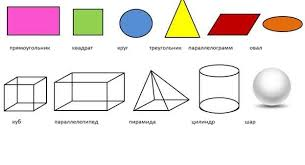 прямоугольник квадрат круг треугольник параллелограмм овал
куб параллелепипед пирамида цилиндр шар